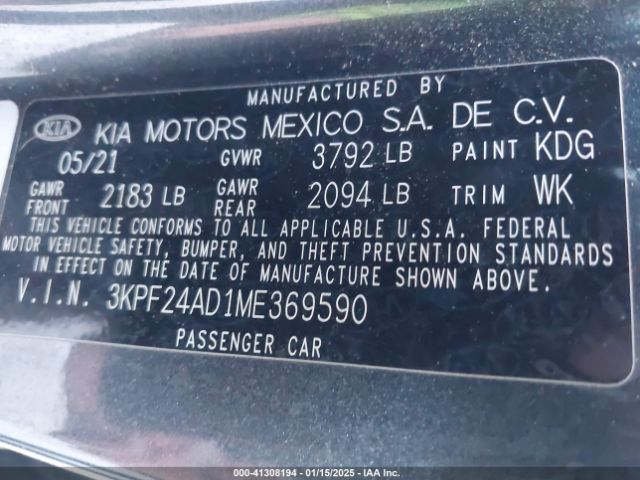 MANUFACTURED BY
KIA KIA MOTORS MEXICO S.A. DE C.V.
05/21 GVWR 3792 LB PAINT KDG
GAWR FRONT 2183 LB GAWR REAR 2094 LB TRIM WK
THIS VEHICLE CONFORMS TO ALL APPLICABLE U.S.A. FEDERAL
MOTOR VEHICLE SAFETY, BUMPER, AND THEFT PREVENTION STANDARDS
IN EFFECT ON THE DATE OF MANUFACTURE SHOWN ABOVE.
V.I.N. 3KPF24AD1ME369590
PASSENGER CAR
000-41308194 - 01/15/2025 - IAA Inc.